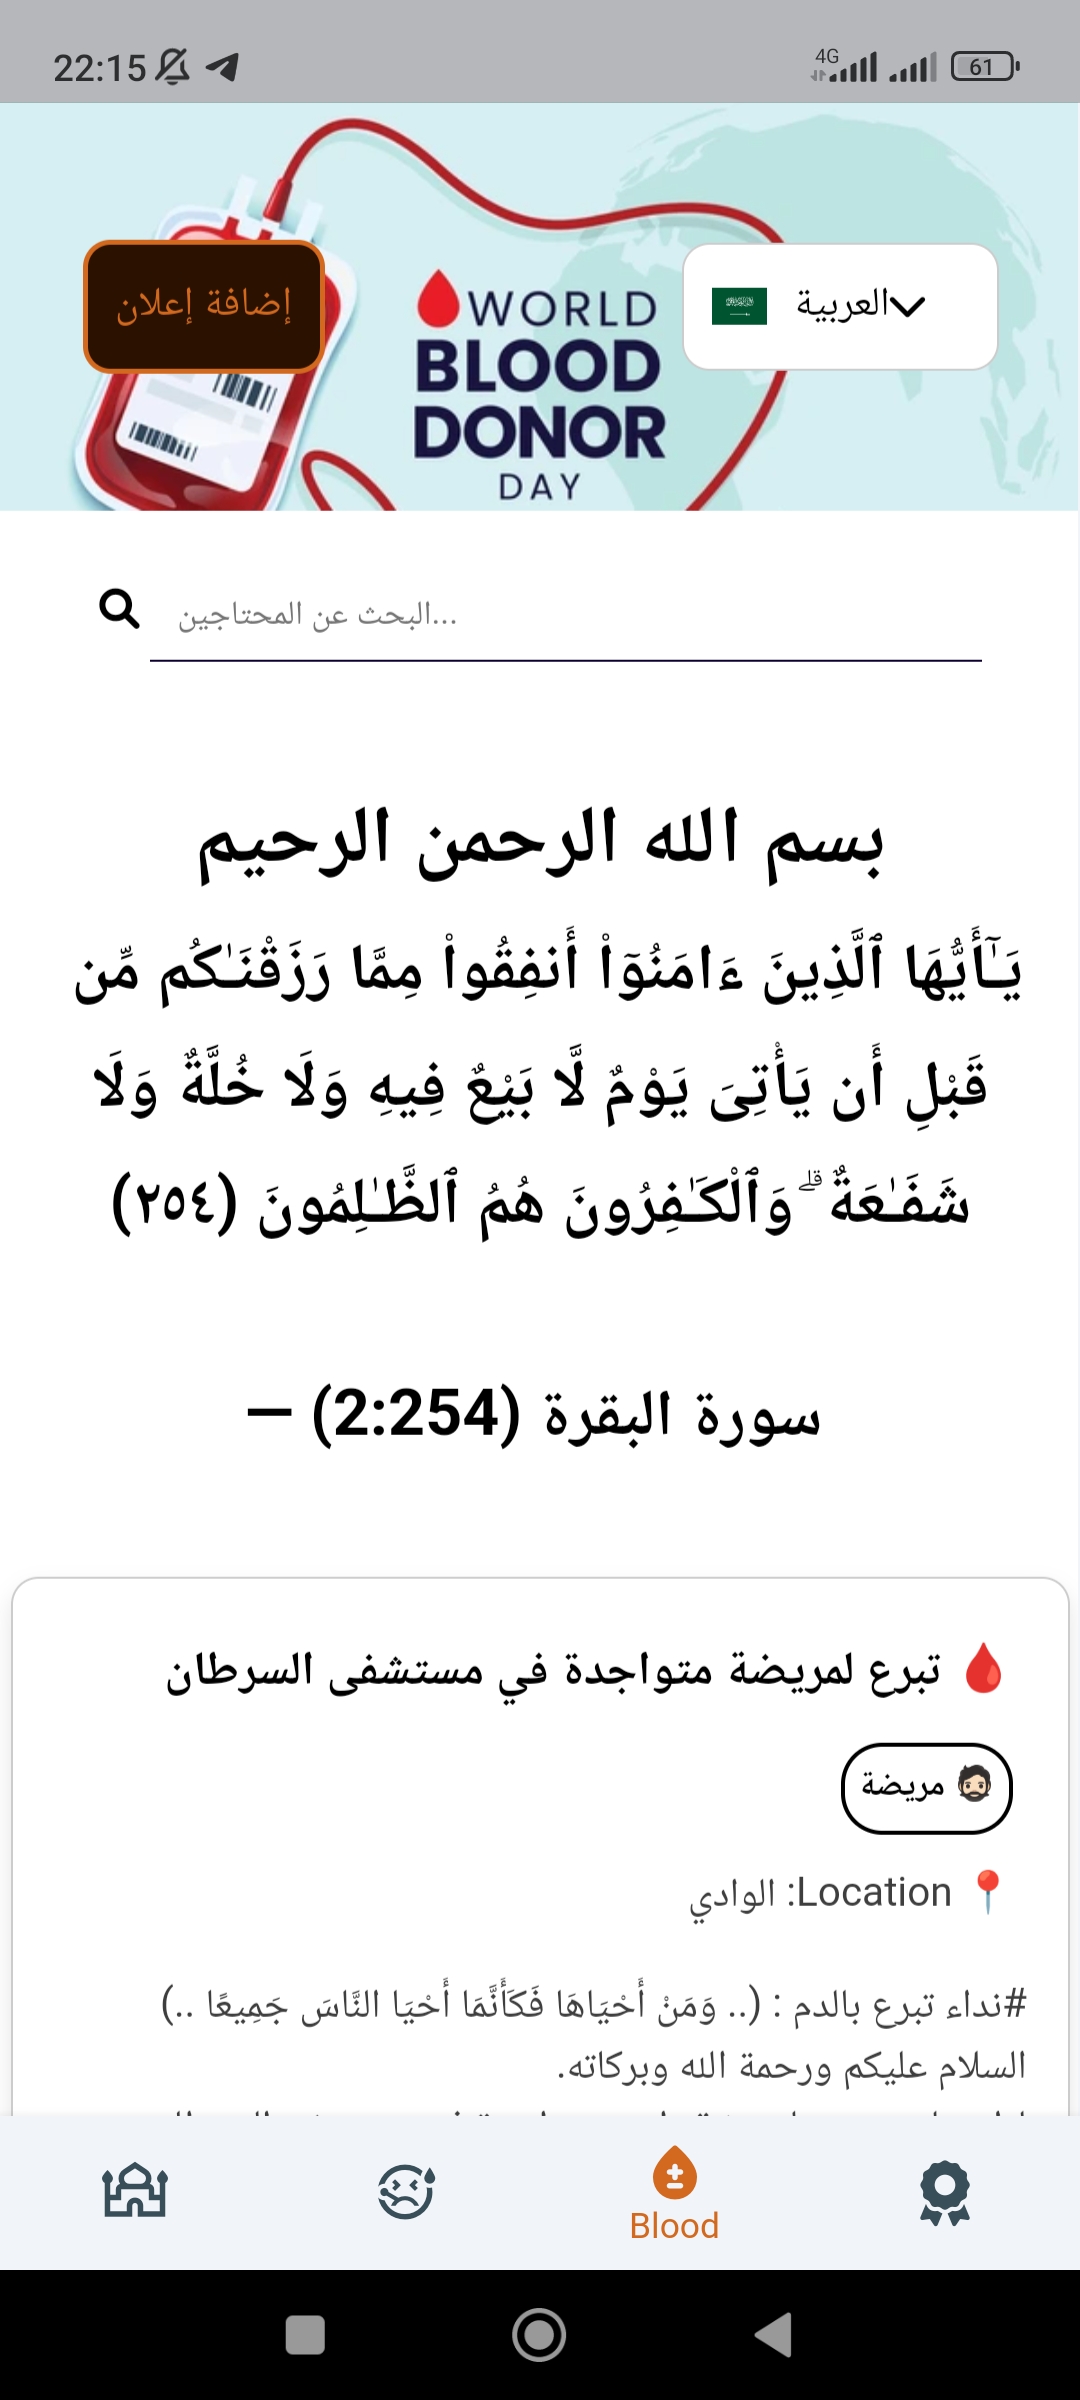 22:15
4G
61
إضافة إعلان
العربية
WORLD
BLOOD
DONOR
DAY
البحث عن المحتاجين...
بسم الله الرحمن الرحيم
يَـٰٓأَيُّهَا ٱلَّذِينَ ءَامَنُوٓا۟ أَنفِقُوا۟ مِمَّا رَزَقْنَـٰكُم مِّن
قَبْلِ أَن يَأْتِىَ يَوْمٌ لَّا بَيْعٌ فِيهِ وَلَا خُلَّةٌ وَلَا
شَفَـٰعَةٌ ۗ وَٱلْكَـٰفِرُونَ هُمُ ٱلظَّـٰلِمُونَ (٢٥٤)
سورة البقرة (2:254) —
🩸 تبرع لمريضة متواجدة في مستشفى السرطان
🧔🏻 مريضة
📍 Location: الوادي
#نداء تبرع بالدم : (.. وَمَنْ أَحْيَاهَا فَكَأَنَّمَا أَحْيَا النَّاسَ جَمِيعًا ..)
السلام عليكم ورحمة الله وبركاته.
Blood